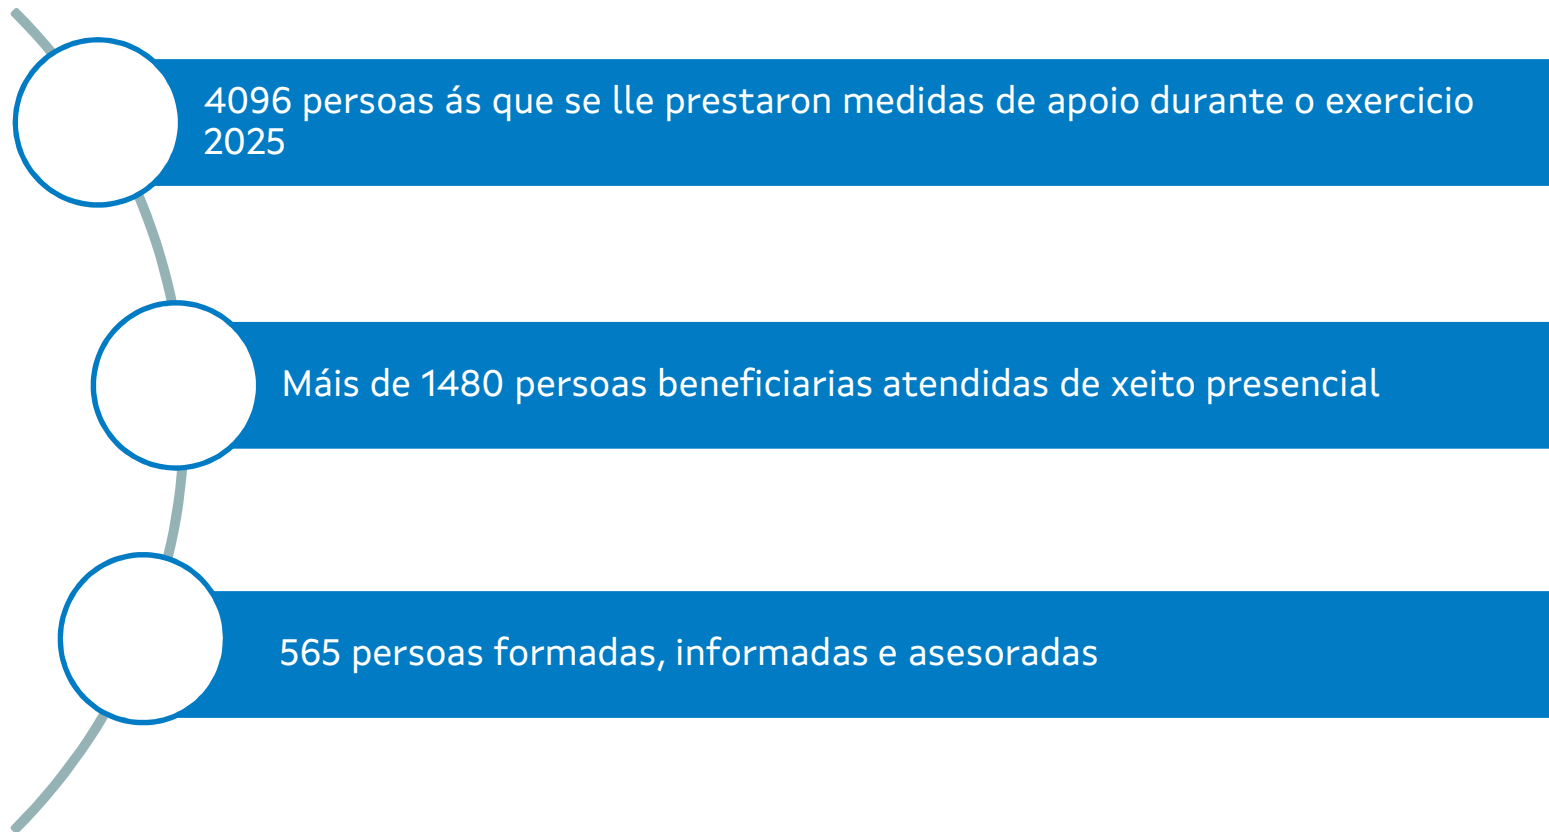 4096 persoas ás que se lle prestaron medidas de apoio durante o exercicio
2025
Máis de 1480 persoas beneficiarias atendidas de xeito presencial
565 persoas formadas, informadas e asesoradas